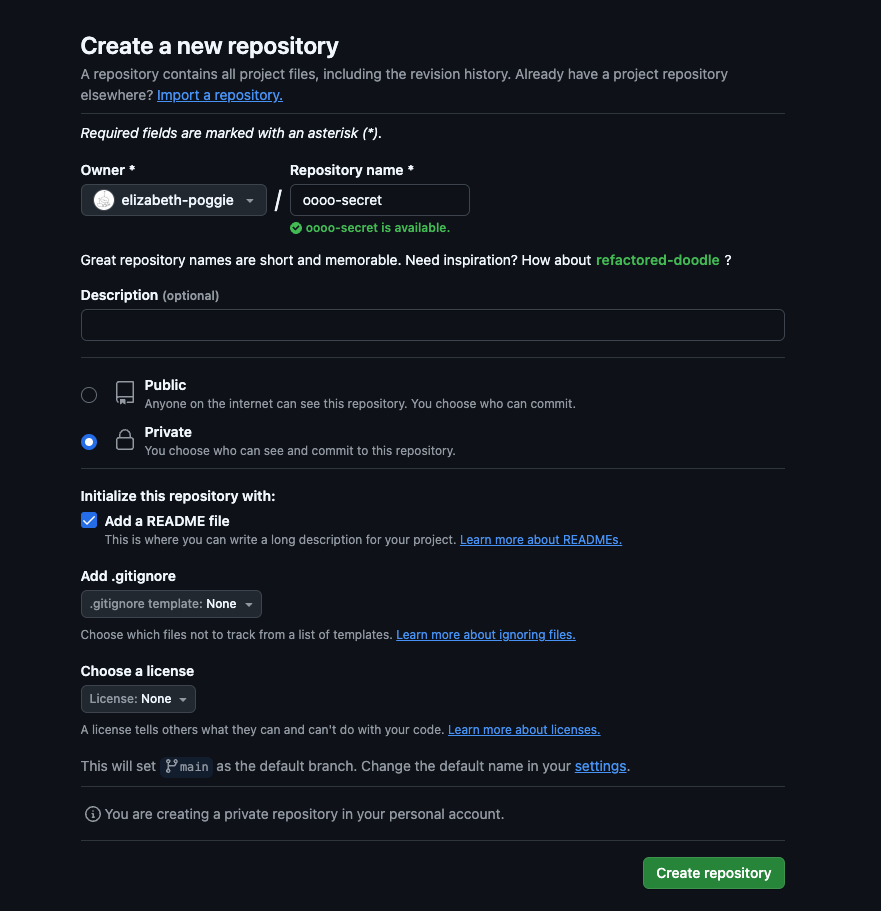 Create a new repository
A repository contains all project files, including the revision history. Already have a project repository
elsewhere? Import a repository.
Required fields are marked with an asterisk (*).
Owner * Repository name *
elizabeth-poggie / oooo-secret
oooo-secret is available.
Great repository names are short and memorable. Need inspiration? How about refactored-doodle ?
Description (optional)
Public
Anyone on the internet can see this repository. You choose who can commit.
Private
You choose who can see and commit to this repository.
Initialize this repository with:
Add a README file
This is where you can write a long description for your project. Learn more about READMEs.
Add .gitignore
.gitignore template: None
Choose which files not to track from a list of templates. Learn more about ignoring files.
Choose a license
License: None
A license tells others what they can and can't do with your code. Learn more about licenses.
This will set main as the default branch. Change the default name in your settings.
You are creating a private repository in your personal account.
Create repository